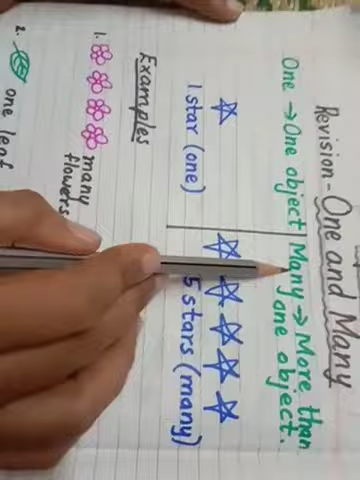 Revision - One and Many
One → One object
Many → More than
one object.
1 star (one)
5 stars (many)
Examples
1.
many
flowers
2.
one leaf